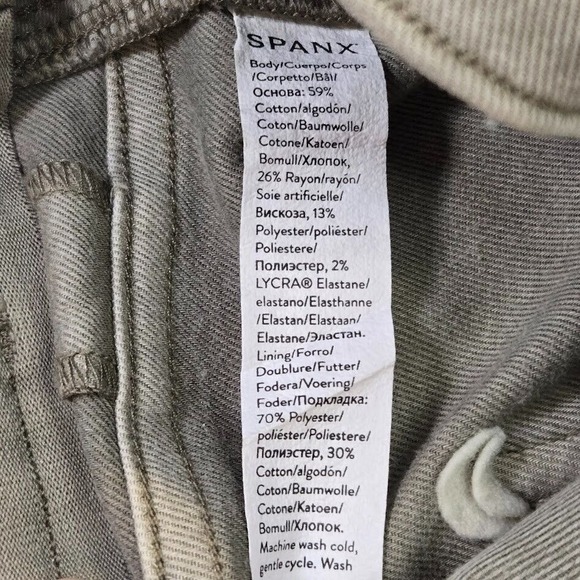 SPANX
Body/Cuerpo/Corps
/Corpetto/Bål/
Основа: 59%
Cotton/algodón/
Coton/Baumwolle/
Cotone/Katoen/
Bomull/Хлопок,
26% Rayon/rayón/
Soie artificielle/
Вискоза, 13%
Polyester/poliéster/
Poliestere/
Полиэстер, 2%
LYCRA® Elastane/
elastano/Elasthanne
/Elastan/Elastaan/
Elastane/Эластан.
Lining/Forro/
Doublure/Futter/
Fodera/Voering/
Foder/Подкладка:
70% Polyester/
poliéster/Poliestere/
Полиэстер, 30%
Cotton/algodón/
Coton/Baumwolle/
Cotone/Katoen/
Bomull/Хлопок.
Machine wash cold,
gentle cycle. Wash